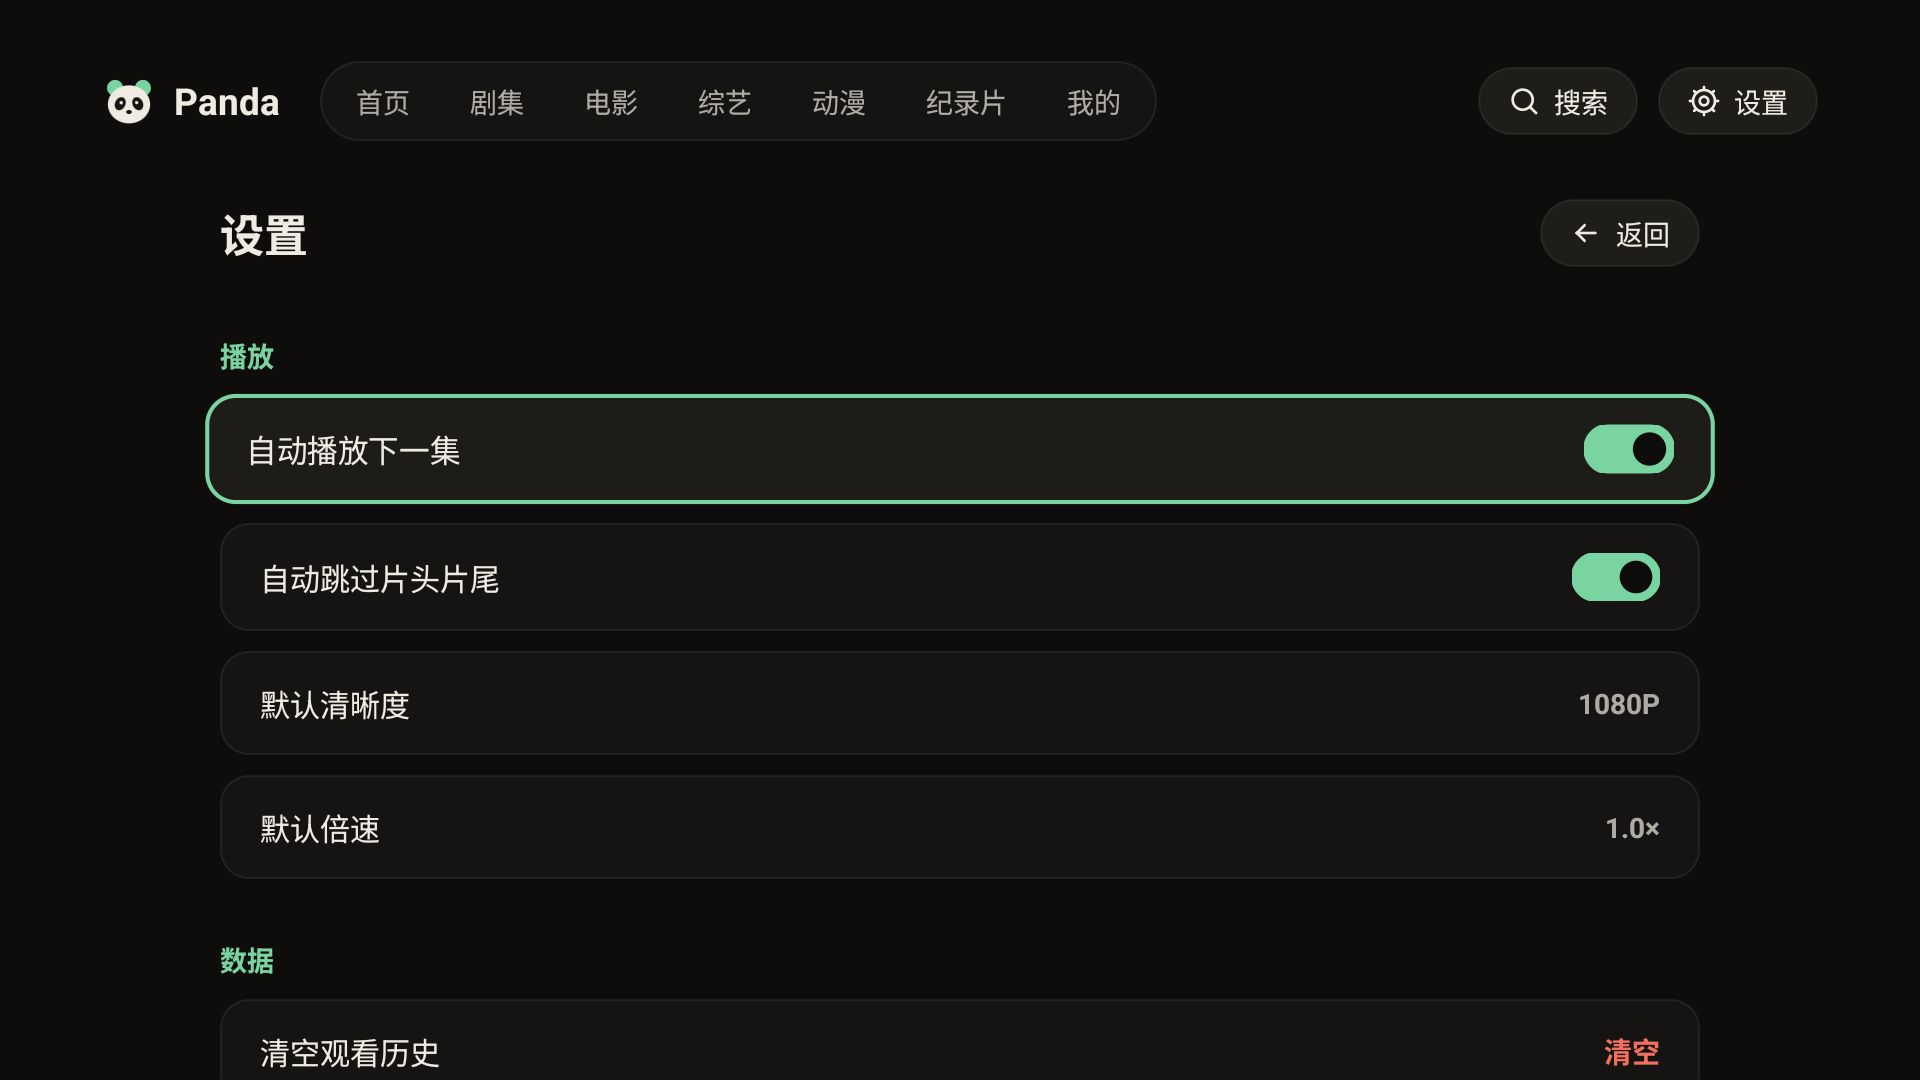 Panda 首页 剧集 电影 综艺 动漫 纪录片 我的 搜索 设置
设置 返回
播放
自动播放下一集
自动跳过片头片尾
默认清晰度 1080P
默认倍速 1.0×
数据
清空观看历史 清空